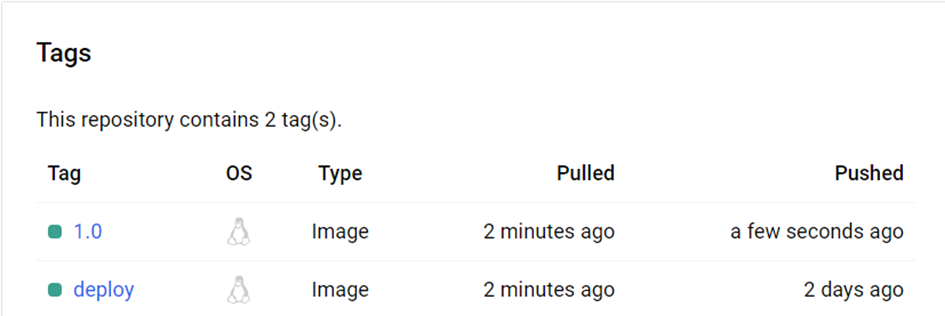 Tags
This repository contains 2 tag(s).
Tag OS Type Pulled Pushed
1.0 Image 2 minutes ago a few seconds ago
deploy Image 2 minutes ago 2 days ago